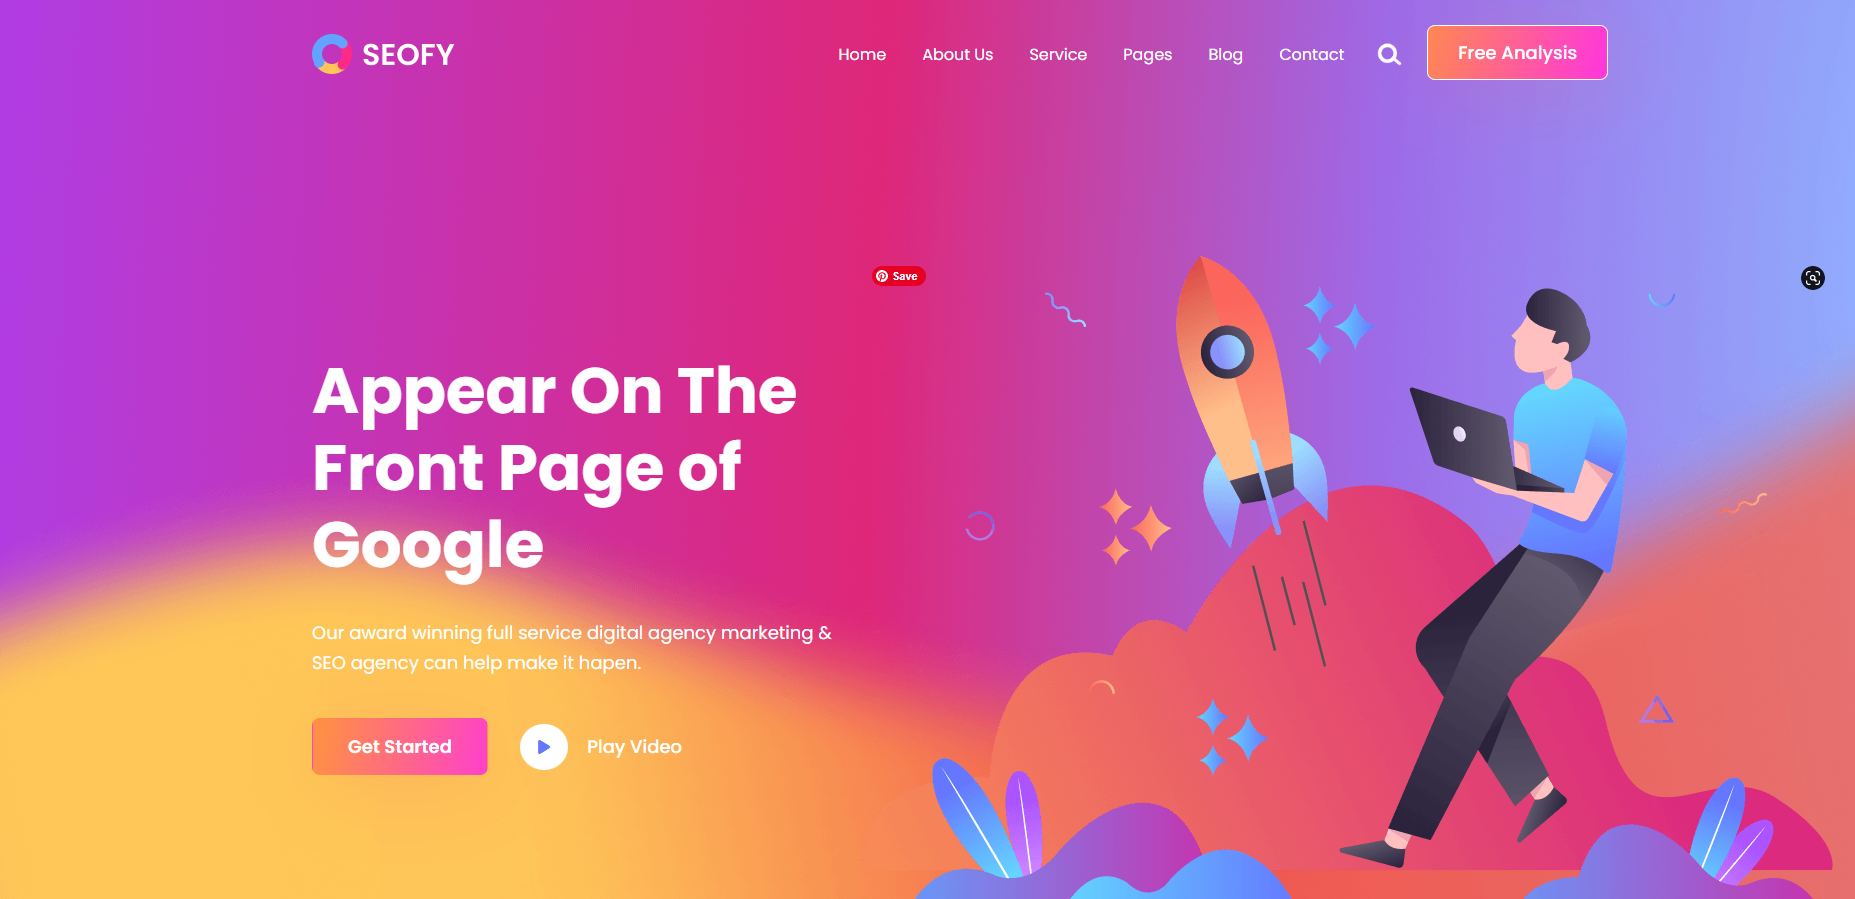 SEOFY
Home
About Us
Service
Pages
Blog
Contact
Free Analysis
Save
Appear On The
Front Page of
Google
Our award winning full service digital agency marketing &
SEO agency can help make it hapen.
Get Started
Play Video